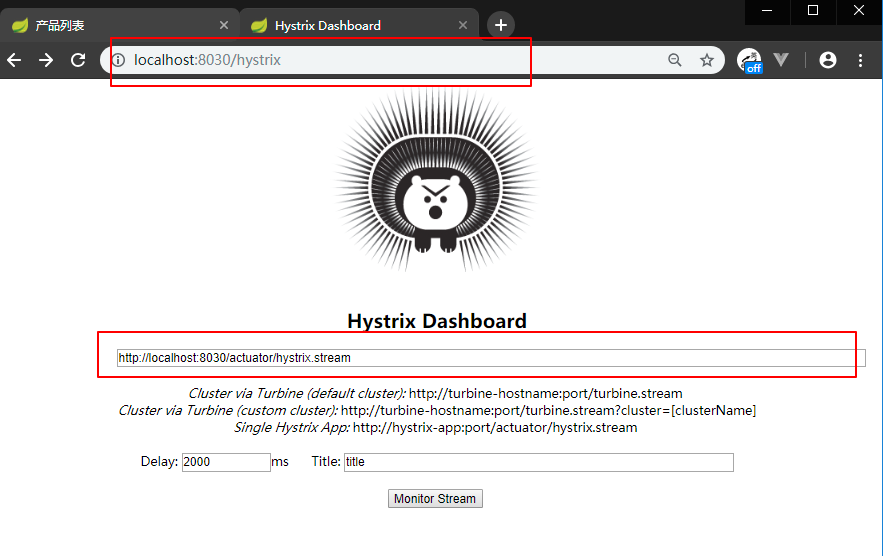 产品列表
Hystrix Dashboard
localhost:8030/hystrix
off
Hystrix Dashboard
http://localhost:8030/actuator/hystrix.stream
Cluster via Turbine (default cluster): http://turbine-hostname:port/turbine.stream
Cluster via Turbine (custom cluster): http://turbine-hostname:port/turbine.stream?cluster=[clusterName]
Single Hystrix App: http://hystrix-app:port/actuator/hystrix.stream
Delay: 2000 ms Title: title
Monitor Stream